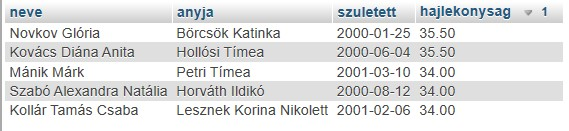 neve anyja szuletett hajlekonysag 1
Novkov Glória Börcsök Katinka 2000-01-25 35.50
Kovács Diána Anita Hollósi Tímea 2000-06-04 35.50
Mánik Márk Petri Tímea 2001-03-10 34.00
Szabó Alexandra Natália Horváth Ildikó 2000-08-12 34.00
Kollár Tamás Csaba Lesznek Korina Nikolett 2001-02-06 34.00